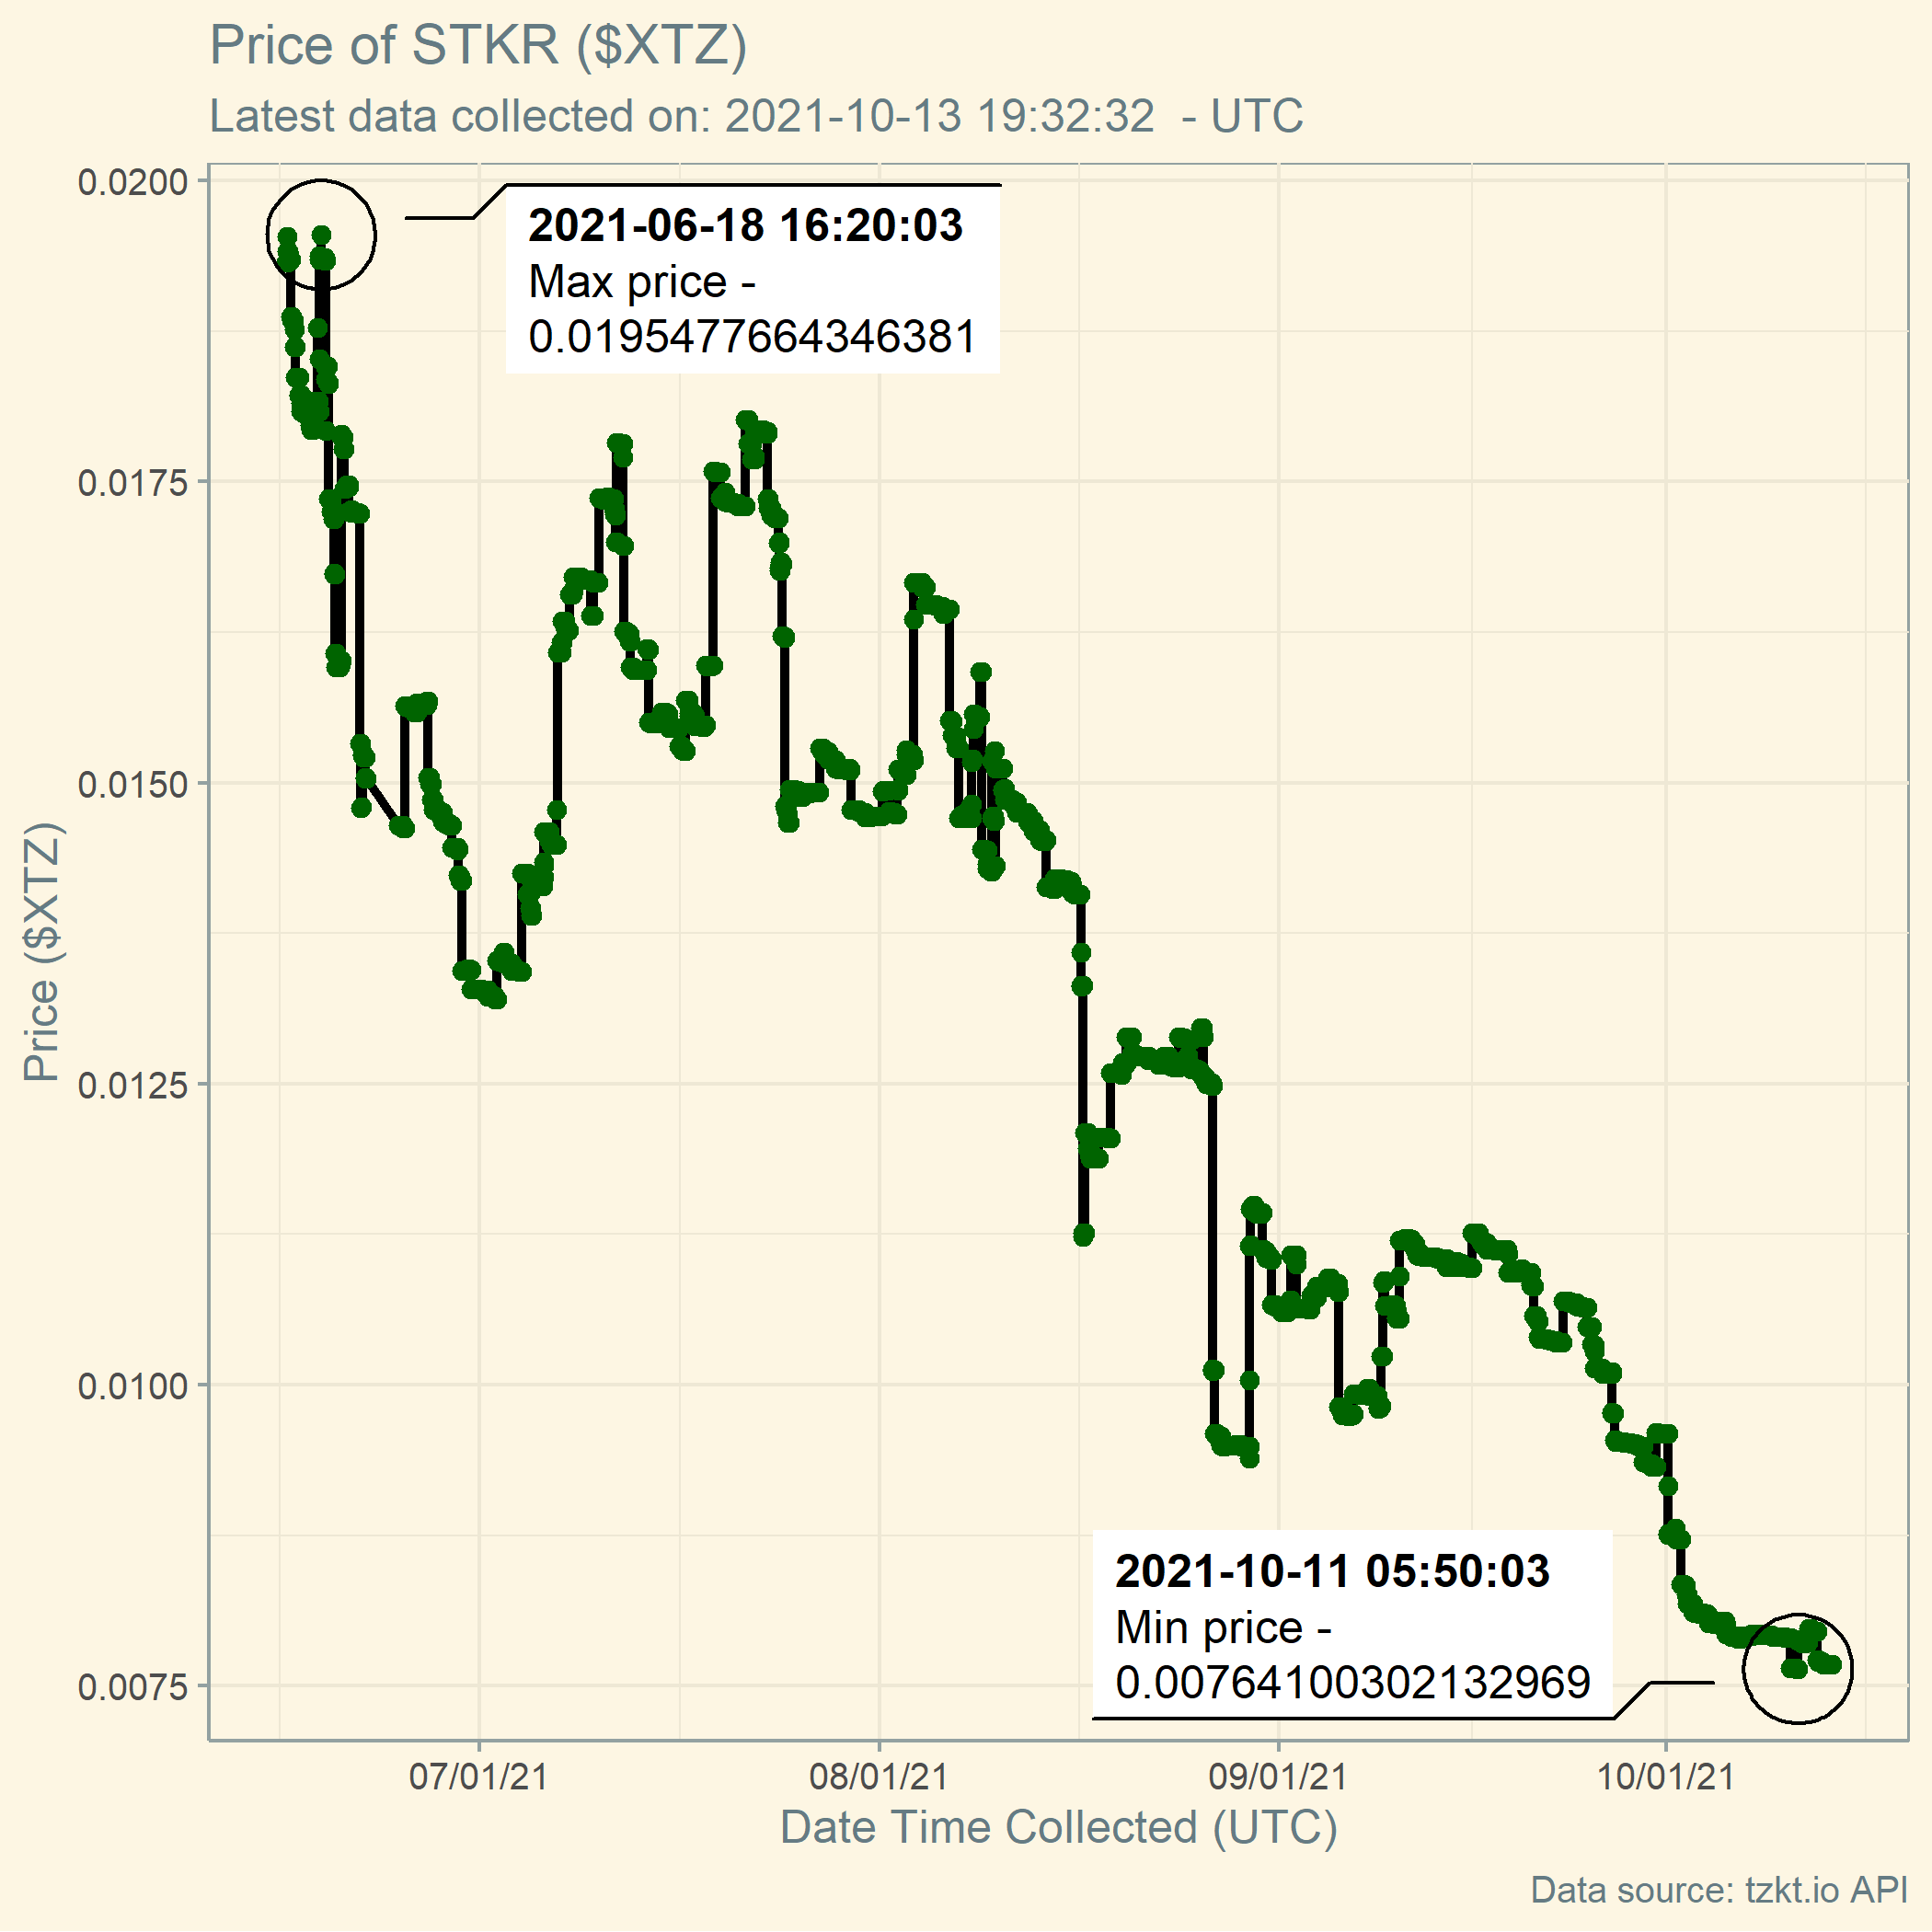 Price of STKR ($XTZ)
Latest data collected on: 2021-10-13 19:32:32  - UTC
0.0200
0.0175
0.0150
0.0125
0.0100
0.0075
Price ($XTZ)
2021-06-18 16:20:03
Max price -
0.0195477664346381
2021-10-11 05:50:03
Min price -
0.00764100302132969
07/01/21
08/01/21
09/01/21
10/01/21
Date Time Collected (UTC)
Data source: tzkt.io API